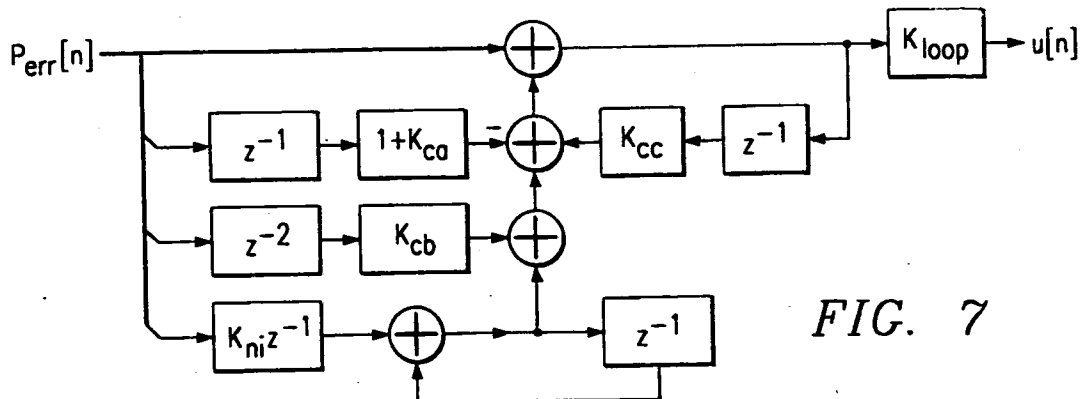 P_err[n]
K_loop
u[n]
z⁻¹
1+K_ca
−
K_cc
z⁻¹
z⁻²
K_cb
K_ni z⁻¹
z⁻¹
FIG. 7